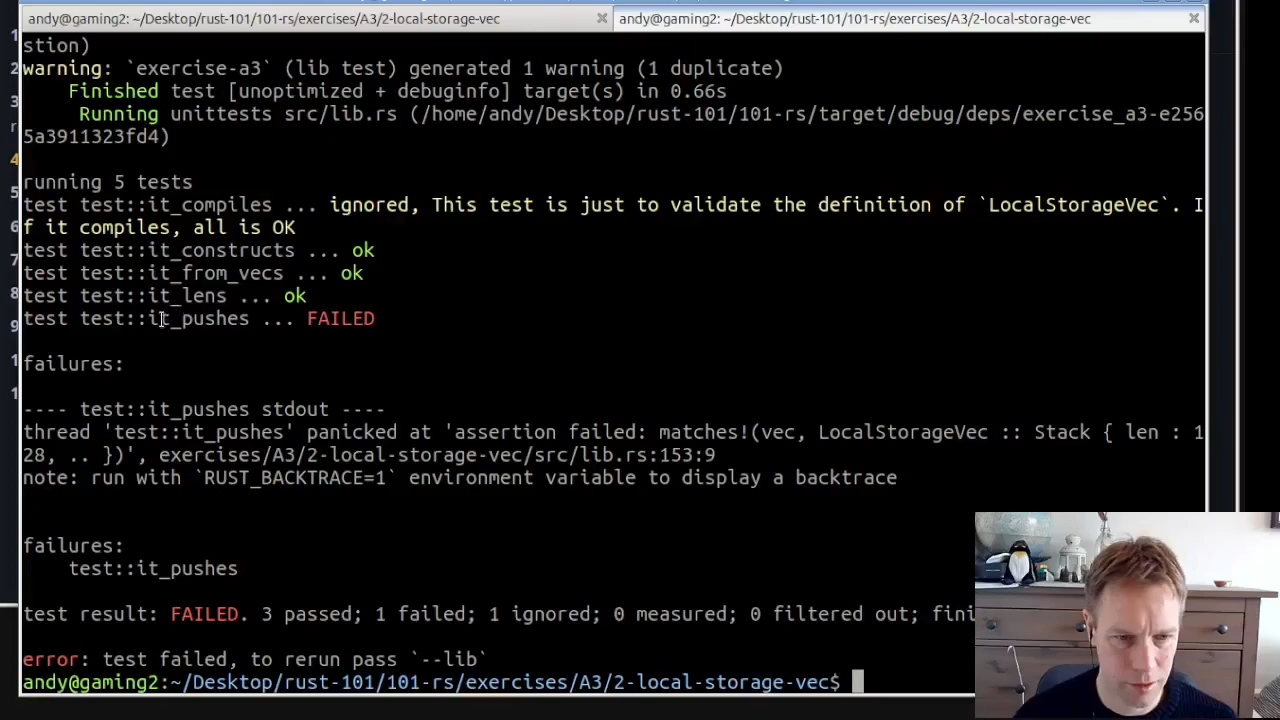 andy@gaming2: ~/Desktop/rust-101/101-rs/exercises/A3/2-local-storage-vec
andy@gaming2: ~/Desktop/rust-101/101-rs/exercises/A3/2-local-storage-vec
stion)
warning: `exercise-a3` (lib test) generated 1 warning (1 duplicate)
Finished test [unoptimized + debuginfo] target(s) in 0.66s
Running unittests src/lib.rs (/home/andy/Desktop/rust-101/101-rs/target/debug/deps/exercise_a3-e256
5a3911323fd4)
running 5 tests
test test::it_compiles ... ignored, This test is just to validate the definition of `LocalStorageVec`. I
f it compiles, all is OK
test test::it_constructs ... ok
test test::it_from_vecs ... ok
test test::it_lens ... ok
test test::it_pushes ... FAILED
failures:
---- test::it_pushes stdout ----
thread 'test::it_pushes' panicked at 'assertion failed: matches!(vec, LocalStorageVec :: Stack { len : 1
28, .. })', exercises/A3/2-local-storage-vec/src/lib.rs:153:9
note: run with `RUST_BACKTRACE=1` environment variable to display a backtrace
failures:
test::it_pushes
test result: FAILED. 3 passed; 1 failed; 1 ignored; 0 measured; 0 filtered out; fini
error: test failed, to rerun pass `--lib`
andy@gaming2:~/Desktop/rust-101/101-rs/exercises/A3/2-local-storage-vec$